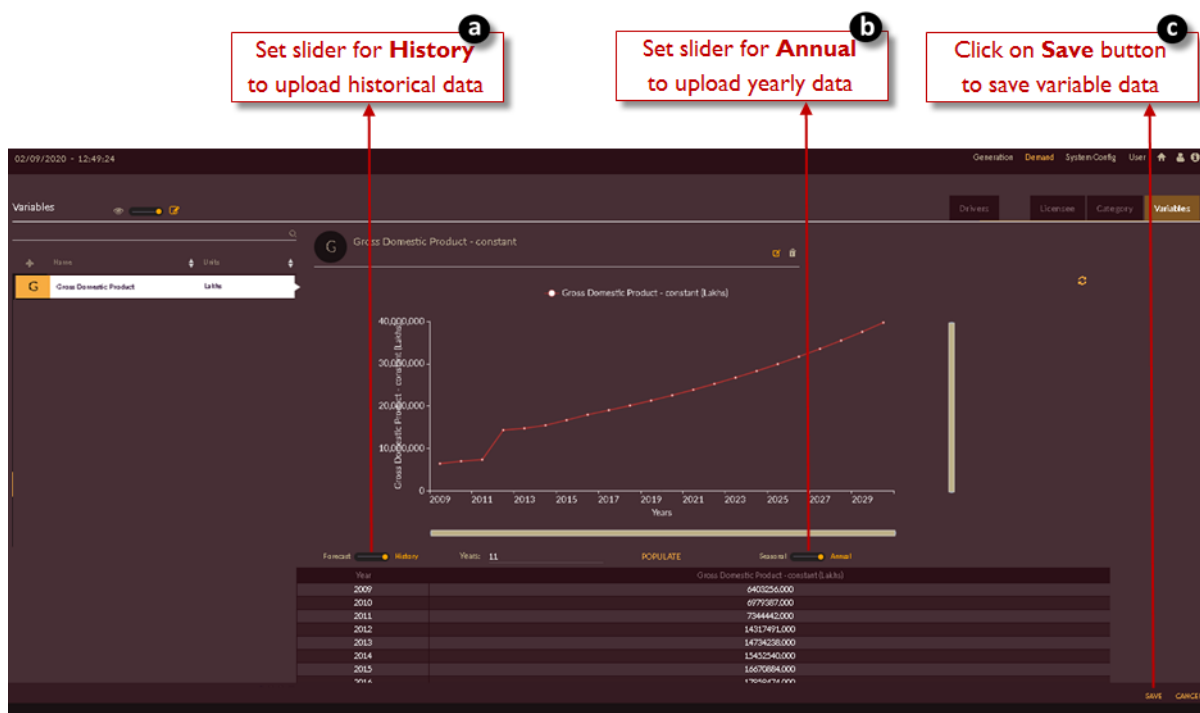 a
Set slider for History
to upload historical data
b
Set slider for Annual
to upload yearly data
c
Click on Save button
to save variable data
02/09/2020 - 12:49:24
Generation Demand System Config User
Variables
Drivers Licensee Category Variables
G Gross Domestic Product - constant
Name Units
G Gross Domestic Product Lakhs
Gross Domestic Product - constant (Lakhs)
40,000,000
30,000,000
20,000,000
10,000,000
0
Gross Domestic Product - constant (Lakhs)
2009 2011 2013 2015 2017 2019 2021 2023 2025 2027 2029
Years
Forecast History Years: 11 POPULATE Seasonal Annual
Year Gross Domestic Product - constant (Lakhs)
2009 6403256.000
2010 6979387.000
2011 7344442.000
2012 14317491.000
2013 14734238.000
2014 15452540.000
2015 16670884.000
2016 17959474.000
SAVE CANCEL